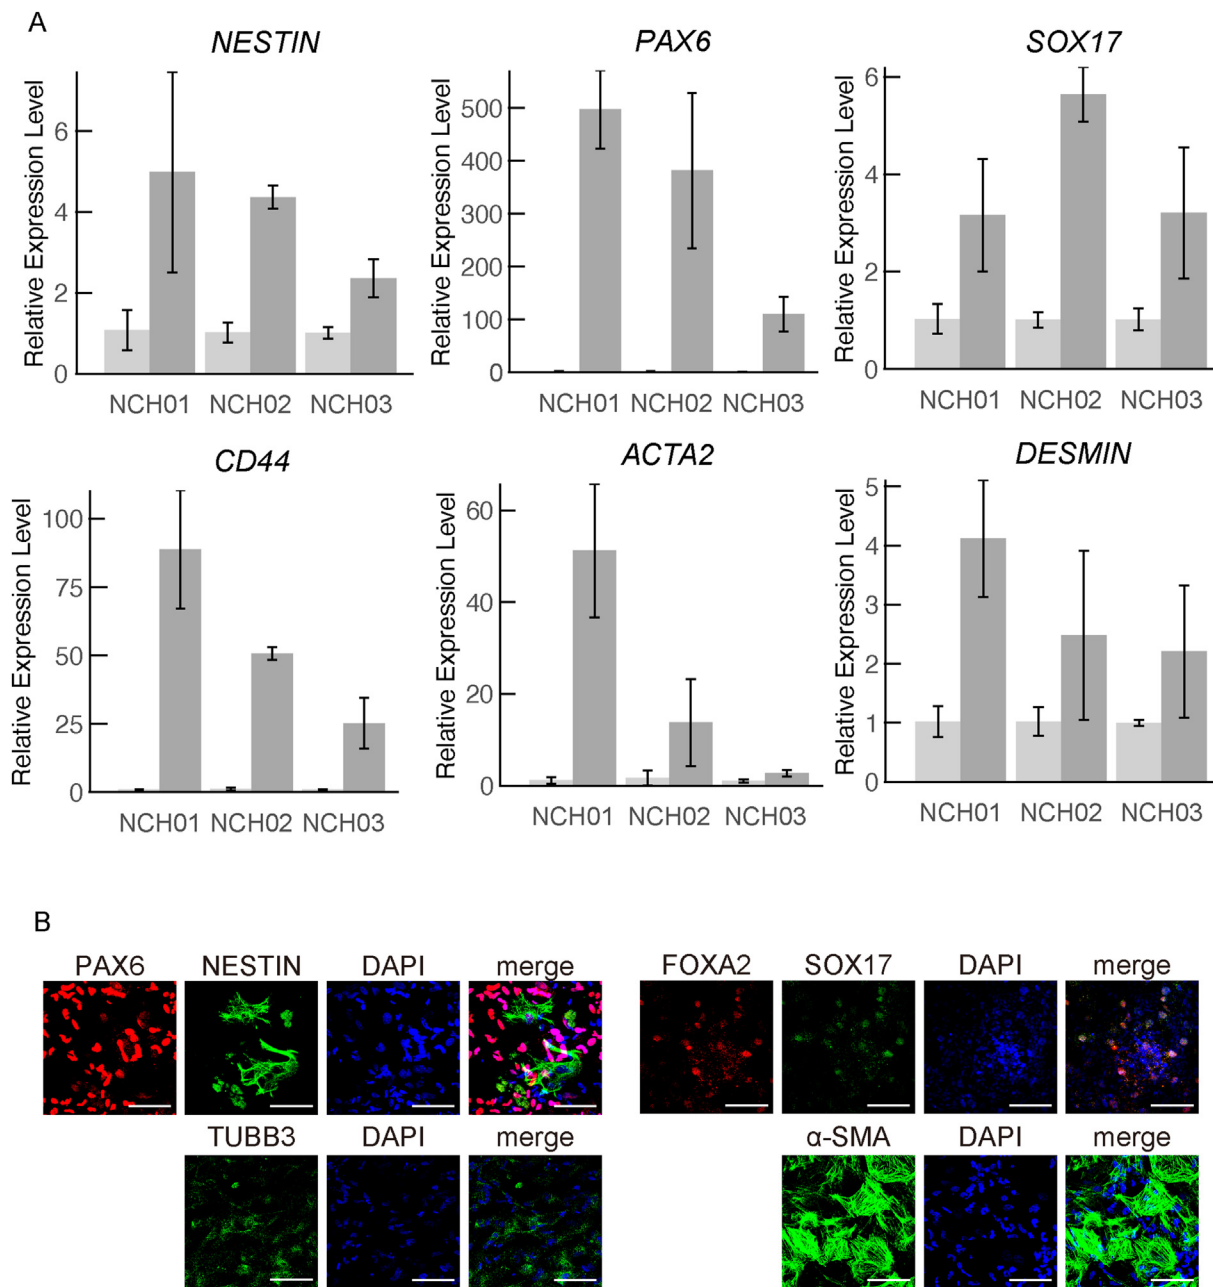 A
NESTIN
PAX6
SOX17
Relative Expression Level
6
4
2
0
NCH01 NCH02 NCH03
Relative Expression Level
500
400
300
200
100
0
NCH01 NCH02 NCH03
Relative Expression Level
6
4
2
0
NCH01 NCH02 NCH03
CD44
ACTA2
DESMIN
Relative Expression Level
100
75
50
25
0
NCH01 NCH02 NCH03
Relative Expression Level
60
40
20
0
NCH01 NCH02 NCH03
Relative Expression Level
5
4
3
2
1
0
NCH01 NCH02 NCH03
B
PAX6 NESTIN DAPI merge
FOXA2 SOX17 DAPI merge
TUBB3 DAPI merge
α-SMA DAPI merge